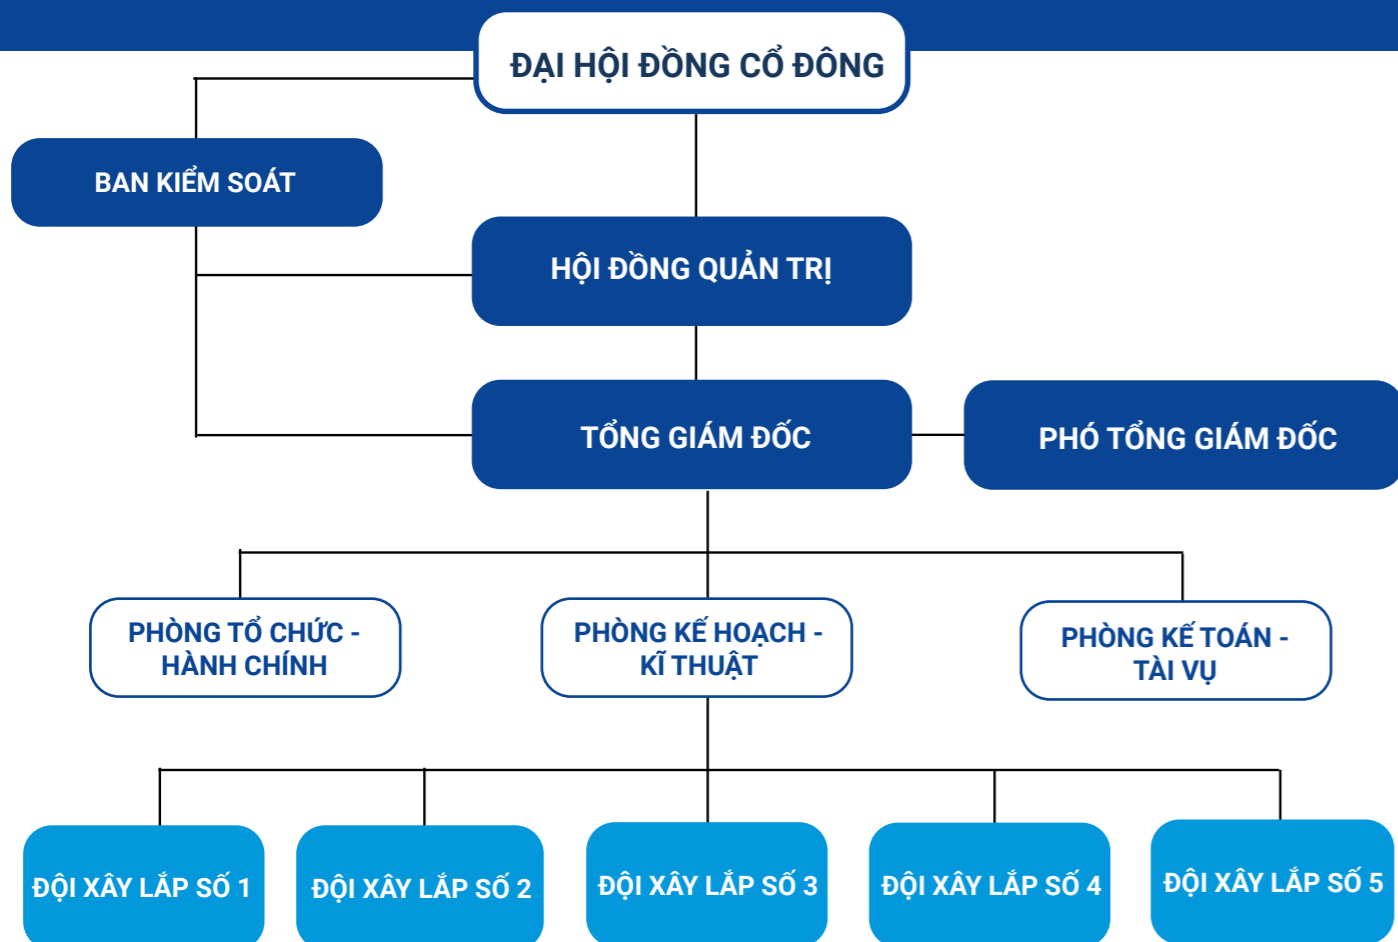 ĐẠI HỘI ĐỒNG CỔ ĐÔNG
BAN KIỂM SOÁT
HỘI ĐỒNG QUẢN TRỊ
TỔNG GIÁM ĐỐC
PHÓ TỔNG GIÁM ĐỐC
PHÒNG TỔ CHỨC -
HÀNH CHÍNH
PHÒNG KẾ HOẠCH -
KĨ THUẬT
PHÒNG KẾ TOÁN -
TÀI VỤ
ĐỘI XÂY LẮP SỐ 1
ĐỘI XÂY LẮP SỐ 2
ĐỘI XÂY LẮP SỐ 3
ĐỘI XÂY LẮP SỐ 4
ĐỘI XÂY LẮP SỐ 5